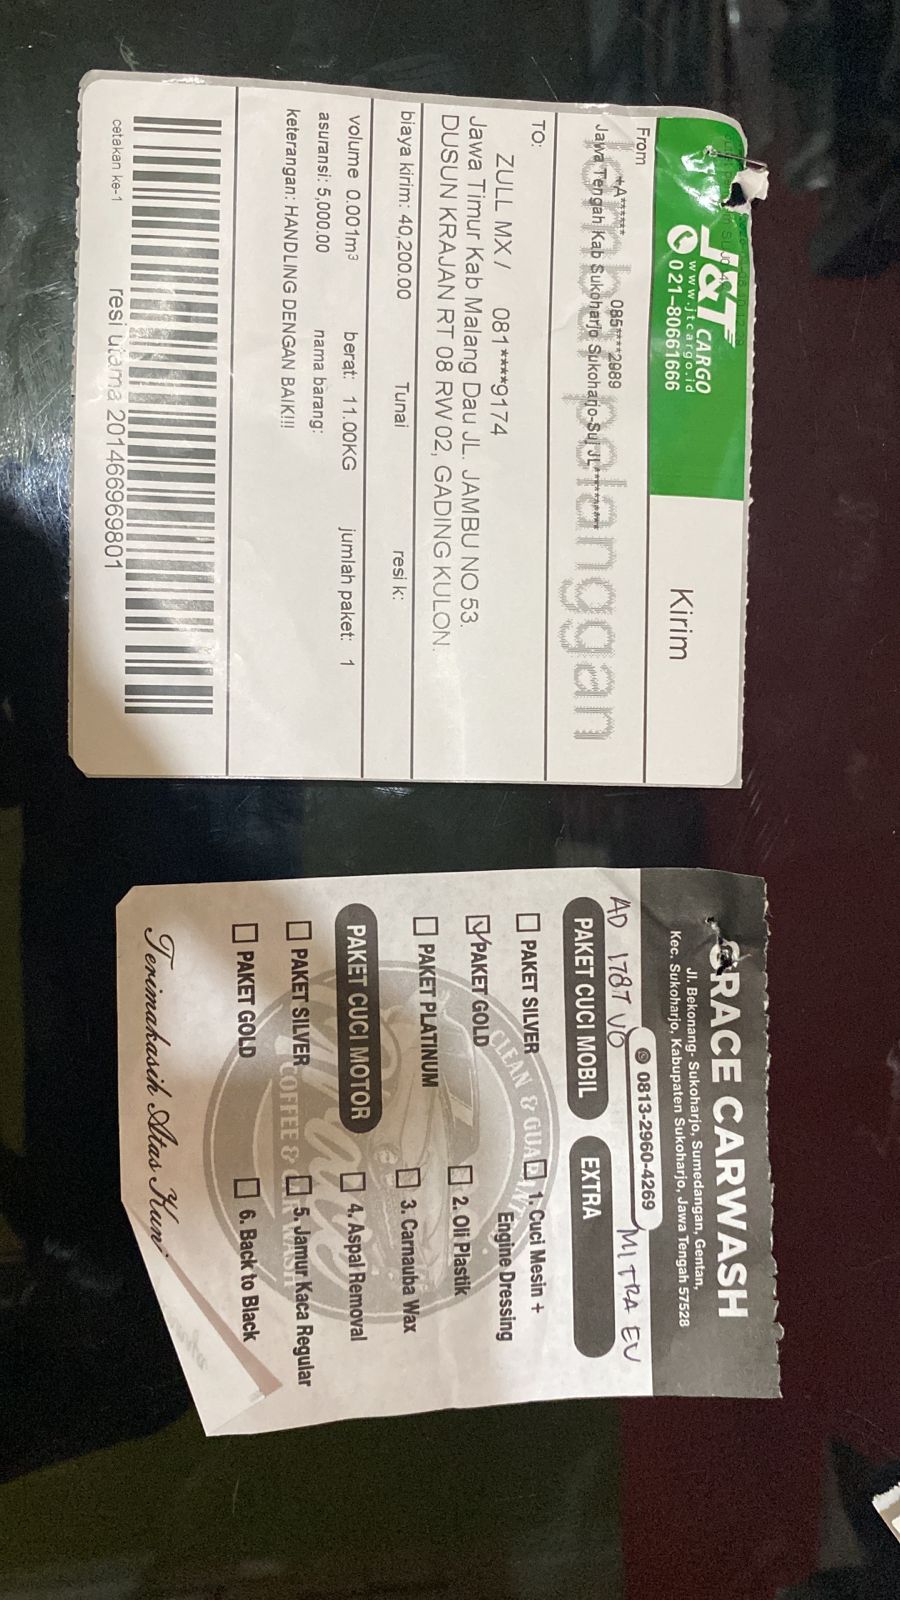 J&T CARGO
www.jtcargo.id
021-80661666
Kirim
From
*A****** 085****2989
Jawa Tengah Kab Sukoharjo Sukoharjo-Suj JL**********
pelanggan
TO:
ZULL MX / 081****9174
Jawa Timur Kab Malang Dau JL. JAMBU NO 53.
DUSUN KRAJAN RT 08 RW 02, GADING KULON.
biaya kirim: 40,200.00 Tunai resi k:
volume 0.001m³ berat: 11.00KG jumlah paket: 1
asuransi: 5,000.00 nama barang:
keterangan: HANDLING DENGAN BAIK!!!
cetakan ke-1 resi utama 201466969801
GRACE CARWASH
Jl. Bekonang- Sukoharjo, Sumedangan, Gentan,
Kec. Sukoharjo, Kabupaten Sukoharjo, Jawa Tengah 57528
0813-2960-4269
AD 1787 VO MITRA EV
PAKET CUCI MOBIL
PAKET SILVER
PAKET GOLD
PAKET PLATINUM
PAKET CUCI MOTOR
PAKET SILVER
PAKET GOLD
EXTRA
1. Cuci Mesin +
Engine Dressing
2. Oli Plastik
3. Carnauba Wax
4. Aspal Removal
5. Jamur Kaca Regular
6. Back to Black
Terimakasih Atas Kun
CLEAN &
COFFEE &